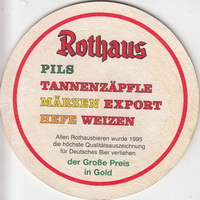 Rothaus
PILS
TANNENZÄPFLE
MÄRZEN EXPORT
HEFE WEIZEN
Allen Rothausbieren wurde 1995
die höchste Qualitätsauszeichnung
für Deutsches Bier verliehen
der Große Preis
in Gold